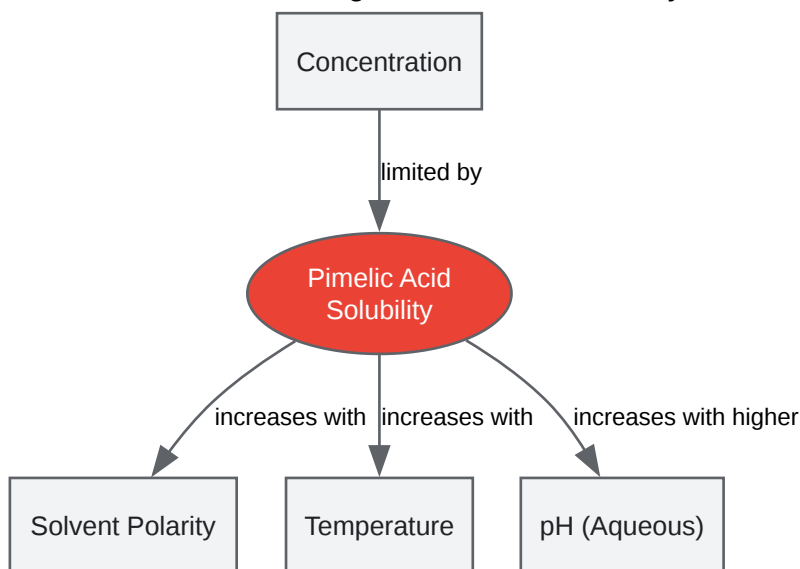 Concentration
limited by
Pimelic Acid
Solubility
increases with
increases with
increases with higher
Solvent Polarity
Temperature
pH (Aqueous)